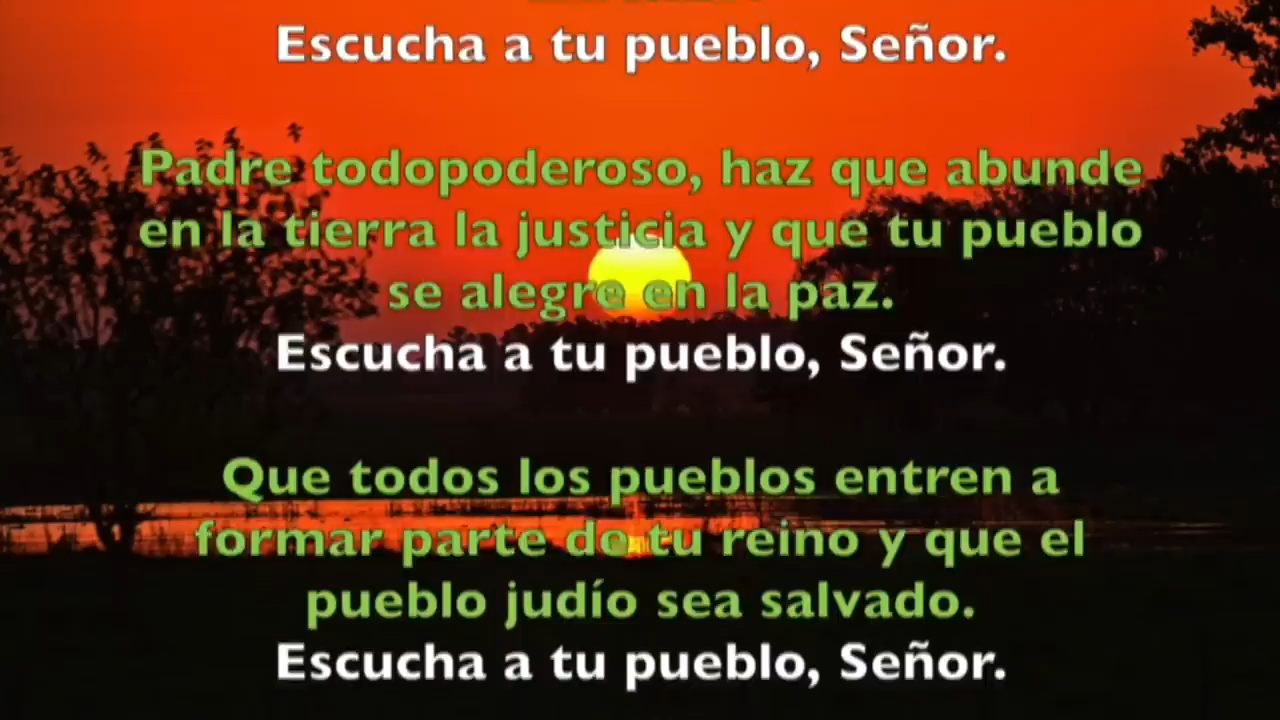 Escucha a tu pueblo, Señor.
Padre todopoderoso, haz que abunde
en la tierra la justicia y que tu pueblo
se alegre en la paz.
Escucha a tu pueblo, Señor.
Que todos los pueblos entren a
formar parte de tu reino y que el
pueblo judío sea salvado.
Escucha a tu pueblo, Señor.